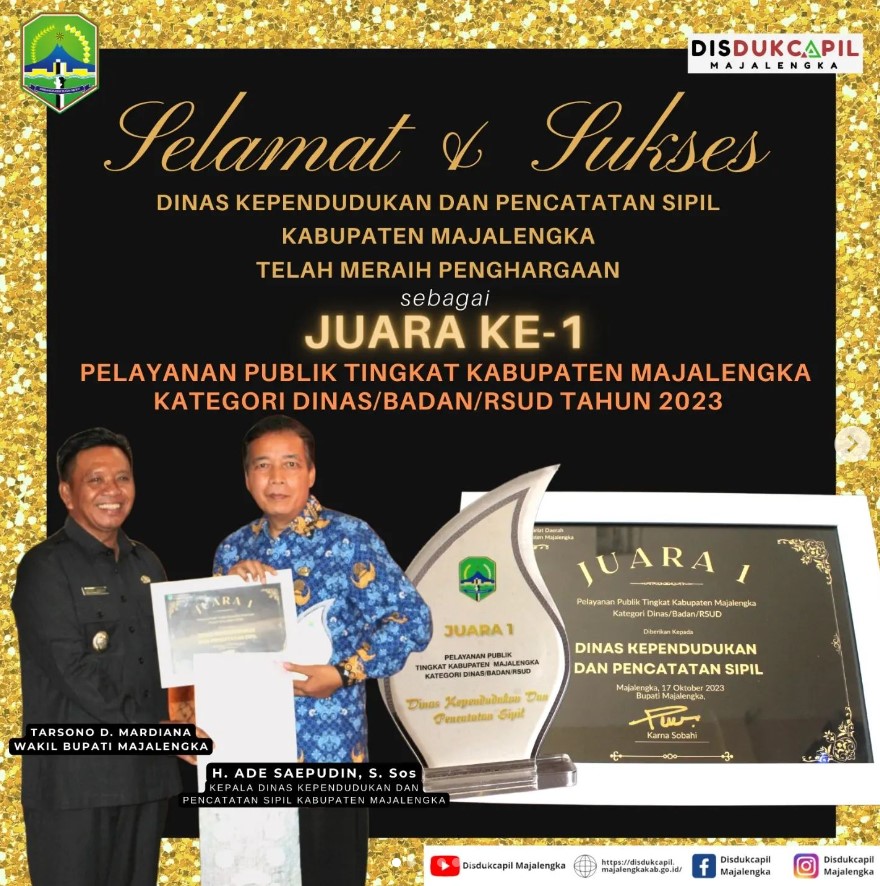 DISDUKCAPIL
MAJALENGKA
Selamat & Sukses
DINAS KEPENDUDUKAN DAN PENCATATAN SIPIL
KABUPATEN MAJALENGKA
TELAH MERAIH PENGHARGAAN
sebagai
JUARA KE-1
PELAYANAN PUBLIK TINGKAT KABUPATEN MAJALENGKA
KATEGORI DINAS/BADAN/RSUD TAHUN 2023
JUARA 1
TARSONO D. MARDIANA
WAKIL BUPATI MAJALENGKA
H. ADE SAEPUDIN, S. Sos
KEPALA DINAS KEPENDUDUKAN DAN
PENCATATAN SIPIL KABUPATEN MAJALENGKA
JUARA 1
PELAYANAN PUBLIK
TINGKAT KABUPATEN MAJALENGKA
KATEGORI DINAS/BADAN/RSUD
Dinas Kependudukan Dan
Pencatatan Sipil
Daerah
Majalengka
JUARA 1
Pelayanan Publik Tingkat Kabupaten Majalengka
Kategori Dinas/Badan/RSUD
Diberikan Kepada
DINAS KEPENDUDUKAN
DAN PENCATATAN SIPIL
Majalengka, 17 Oktober 2023
Bupati Majalengka,
Karna Sobahi
Disdukcapil Majalengka
https://disdukcapil.
majalengkakab.go.id/
Disdukcapil
Majalengka
Disdukcapil
Majalengka